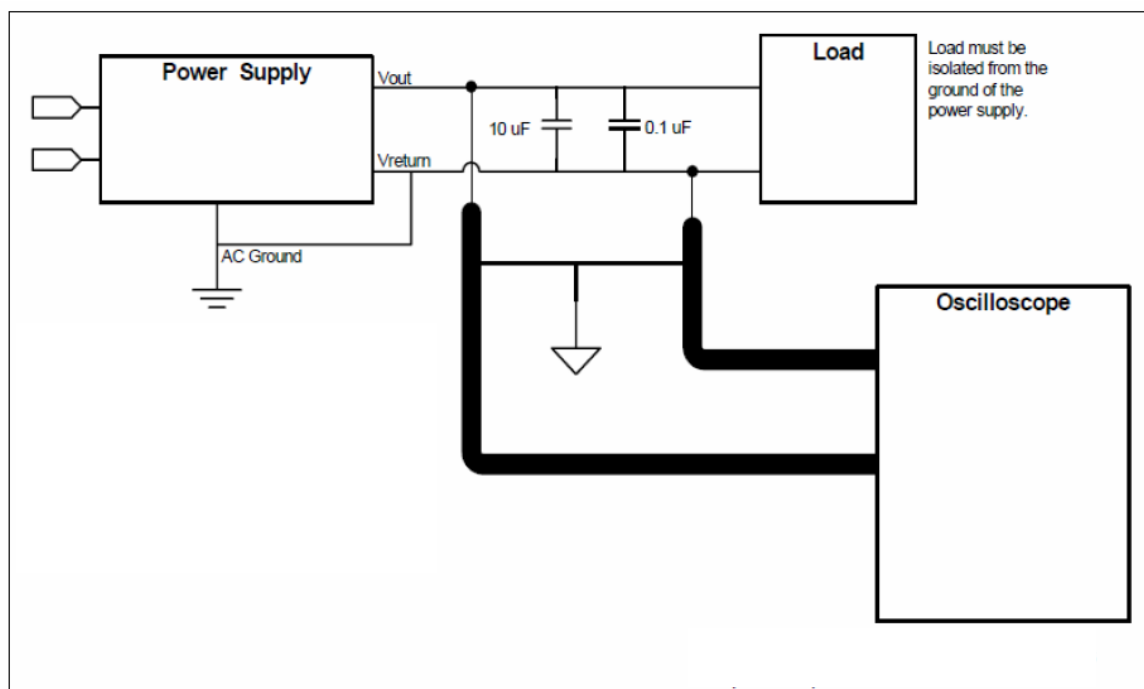 Power Supply
Vout
Load
Load must be
isolated from the
ground of the
power supply.
10 uF
0.1 uF
Vreturn
AC Ground
Oscilloscope